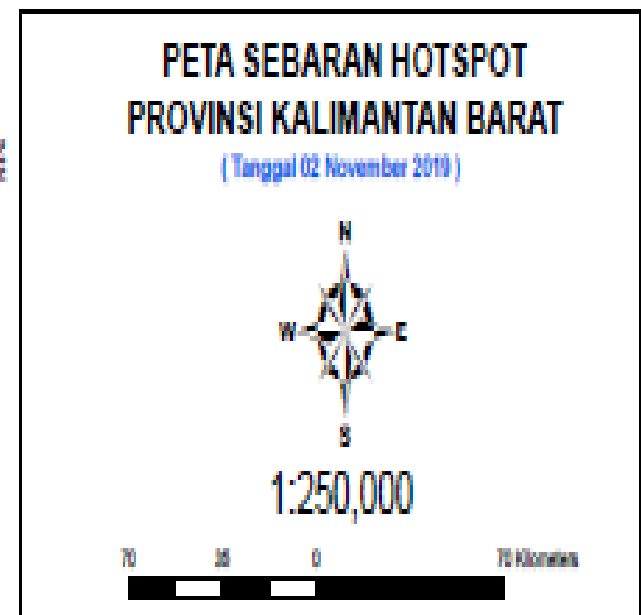 PETA SEBARAN HOTSPOT
PROVINSI KALIMANTAN BARAT
( Tanggal 02 November 2019 )
N
W E
S
1:250,000
70 35 0 70 Kilometers